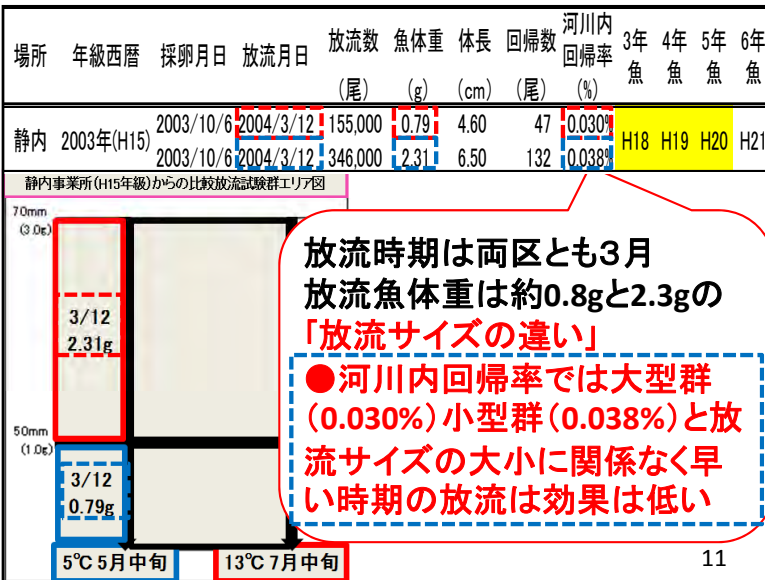 場所 年級西暦 採卵月日 放流月日 放流数 (尾) 魚体重 (g) 体長 (cm) 回帰数 (尾) 河川内回帰率 (%) 3年魚 4年魚 5年魚 6年魚
静内 2003年(H15) 2003/10/6 2004/3/12 155,000 0.79 4.60 47 0.030% H18 H19 H20 H21
2003/10/6 2004/3/12 346,000 2.31 6.50 132 0.038%
静内事業所(H15年級)からの比較放流試験群エリア図
70mm
(3.0g)
3/12
2.31g
50mm
(1.0g)
3/12
0.79g
5℃ 5月中旬
13℃ 7月中旬
放流時期は両区とも3月
放流魚体重は約0.8gと2.3gの
「放流サイズの違い」
●河川内回帰率では大型群
(0.030%)小型群(0.038%)と放
流サイズの大小に関係なく早
い時期の放流は効果は低い
11